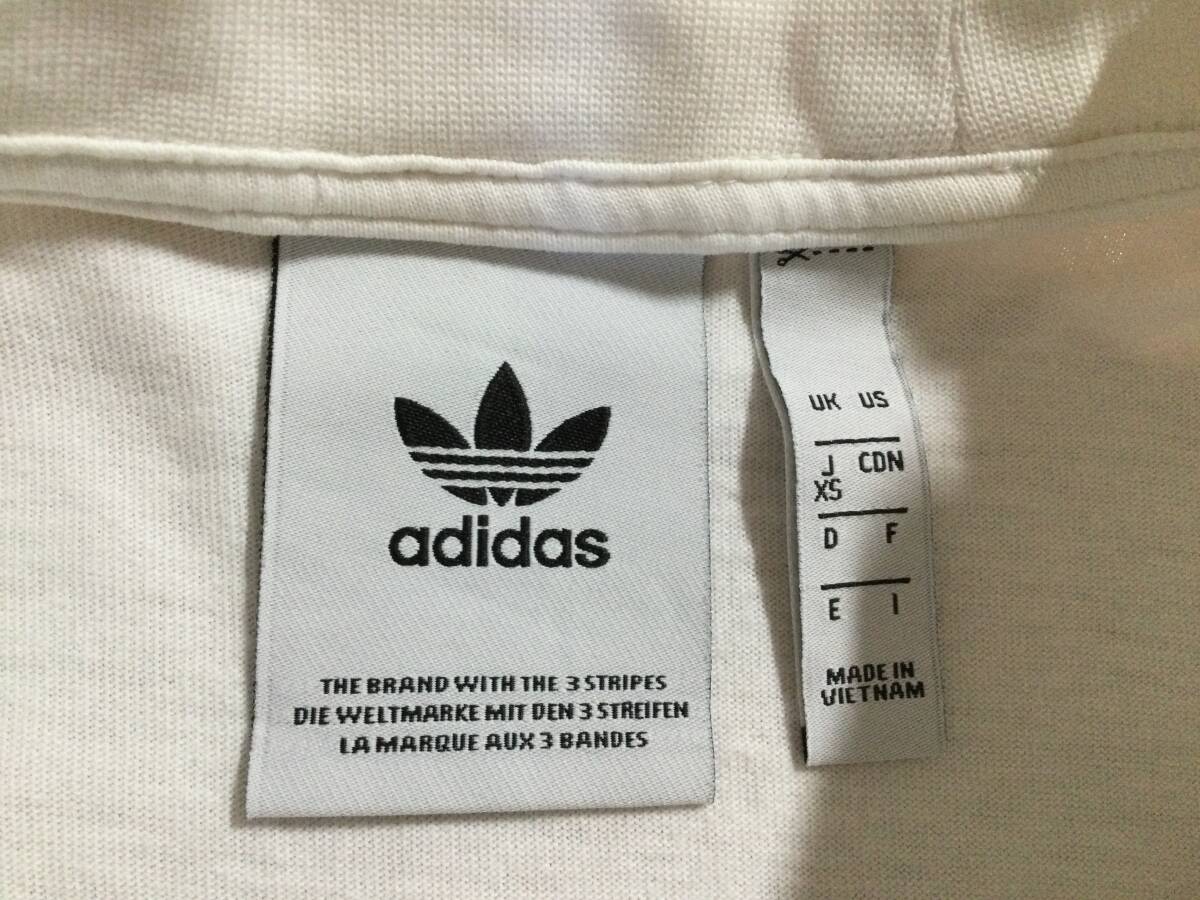 adidas
THE BRAND WITH THE 3 STRIPES
DIE WELTMARKE MIT DEN 3 STREIFEN
LA MARQUE AUX 3 BANDES
UK US
J CDN
XS
D F
E I
MADE IN
VIETNAM